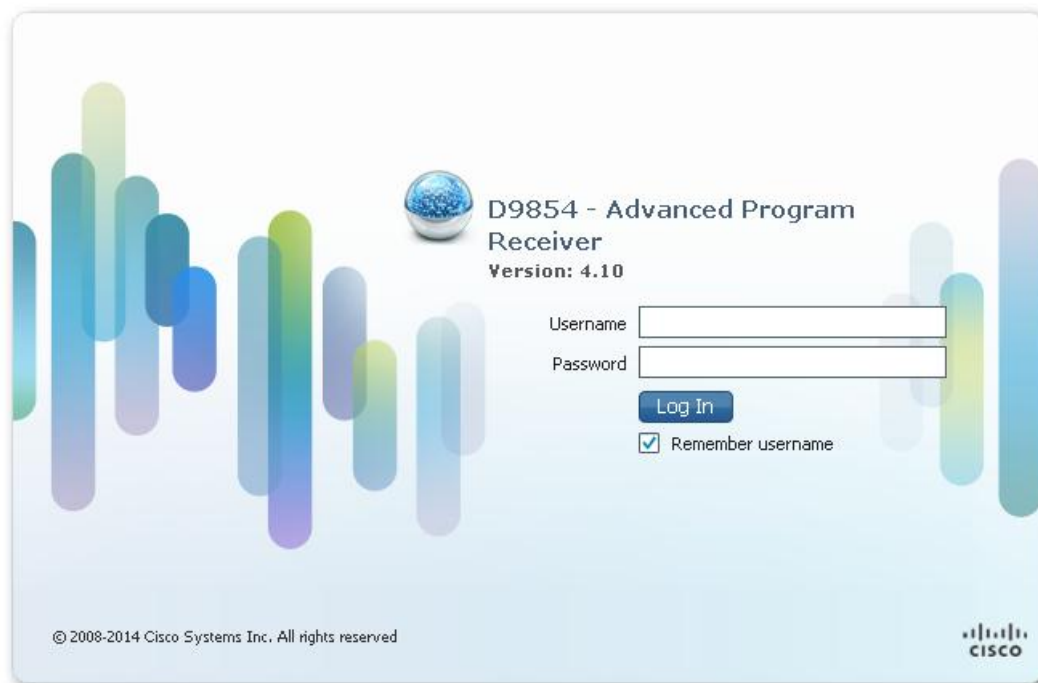 D9854 - Advanced Program
Receiver
Version: 4.10
Username
Password
Log In
Remember username
© 2008-2014 Cisco Systems Inc. All rights reserved
CISCO